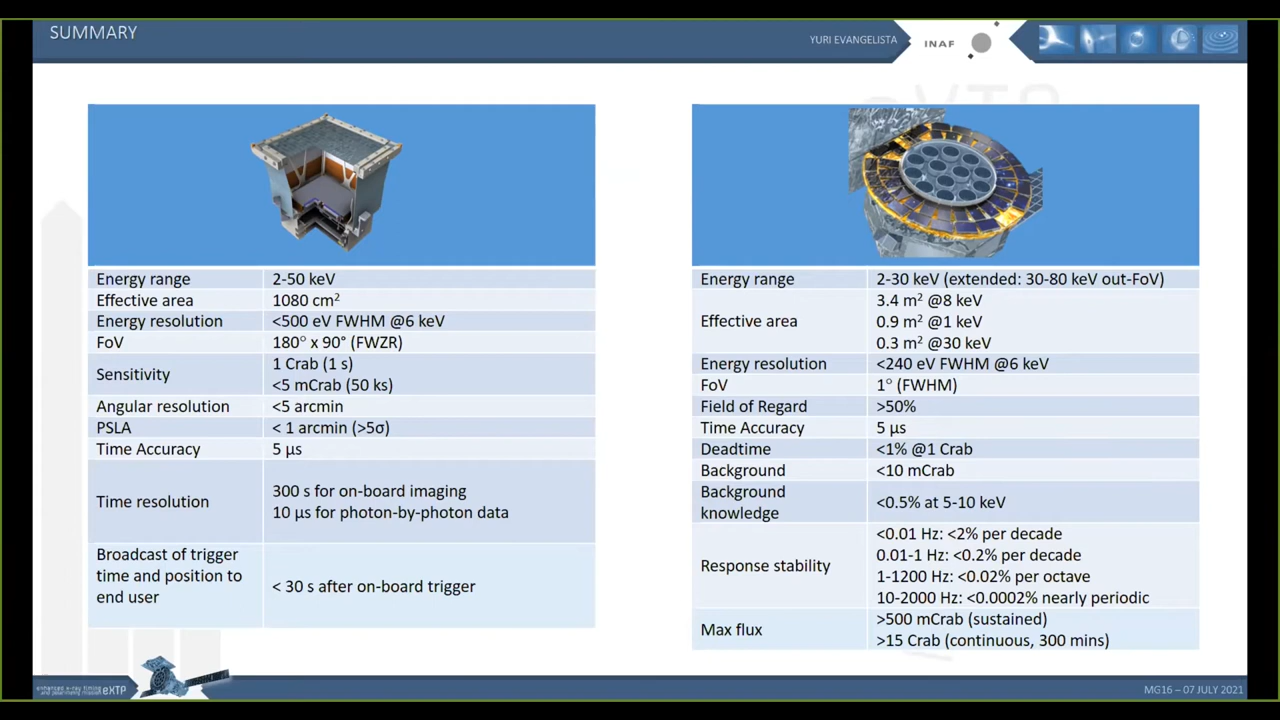 SUMMARY
YURI EVANGELISTA
INAF
Energy range 2-50 keV
Effective area 1080 cm²
Energy resolution <500 eV FWHM @6 keV
FoV 180° x 90° (FWZR)
Sensitivity
1 Crab (1 s)
<5 mCrab (50 ks)
Angular resolution <5 arcmin
PSLA < 1 arcmin (>5σ)
Time Accuracy 5 µs
Time resolution
300 s for on-board imaging
10 µs for photon-by-photon data
Broadcast of trigger
time and position to
end user
< 30 s after on-board trigger
Energy range 2-30 keV (extended: 30-80 keV out-FoV)
Effective area
3.4 m² @8 keV
0.9 m² @1 keV
0.3 m² @30 keV
Energy resolution <240 eV FWHM @6 keV
FoV 1° (FWHM)
Field of Regard >50%
Time Accuracy 5 µs
Deadtime <1% @1 Crab
Background <10 mCrab
Background
knowledge
<0.5% at 5-10 keV
Response stability
<0.01 Hz: <2% per decade
0.01-1 Hz: <0.2% per decade
1-1200 Hz: <0.02% per octave
10-2000 Hz: <0.0002% nearly periodic
Max flux
>500 mCrab (sustained)
>15 Crab (continuous, 300 mins)
enhanced x-ray timing
and polarimetry mission eXTP
MG16 – 07 JULY 2021